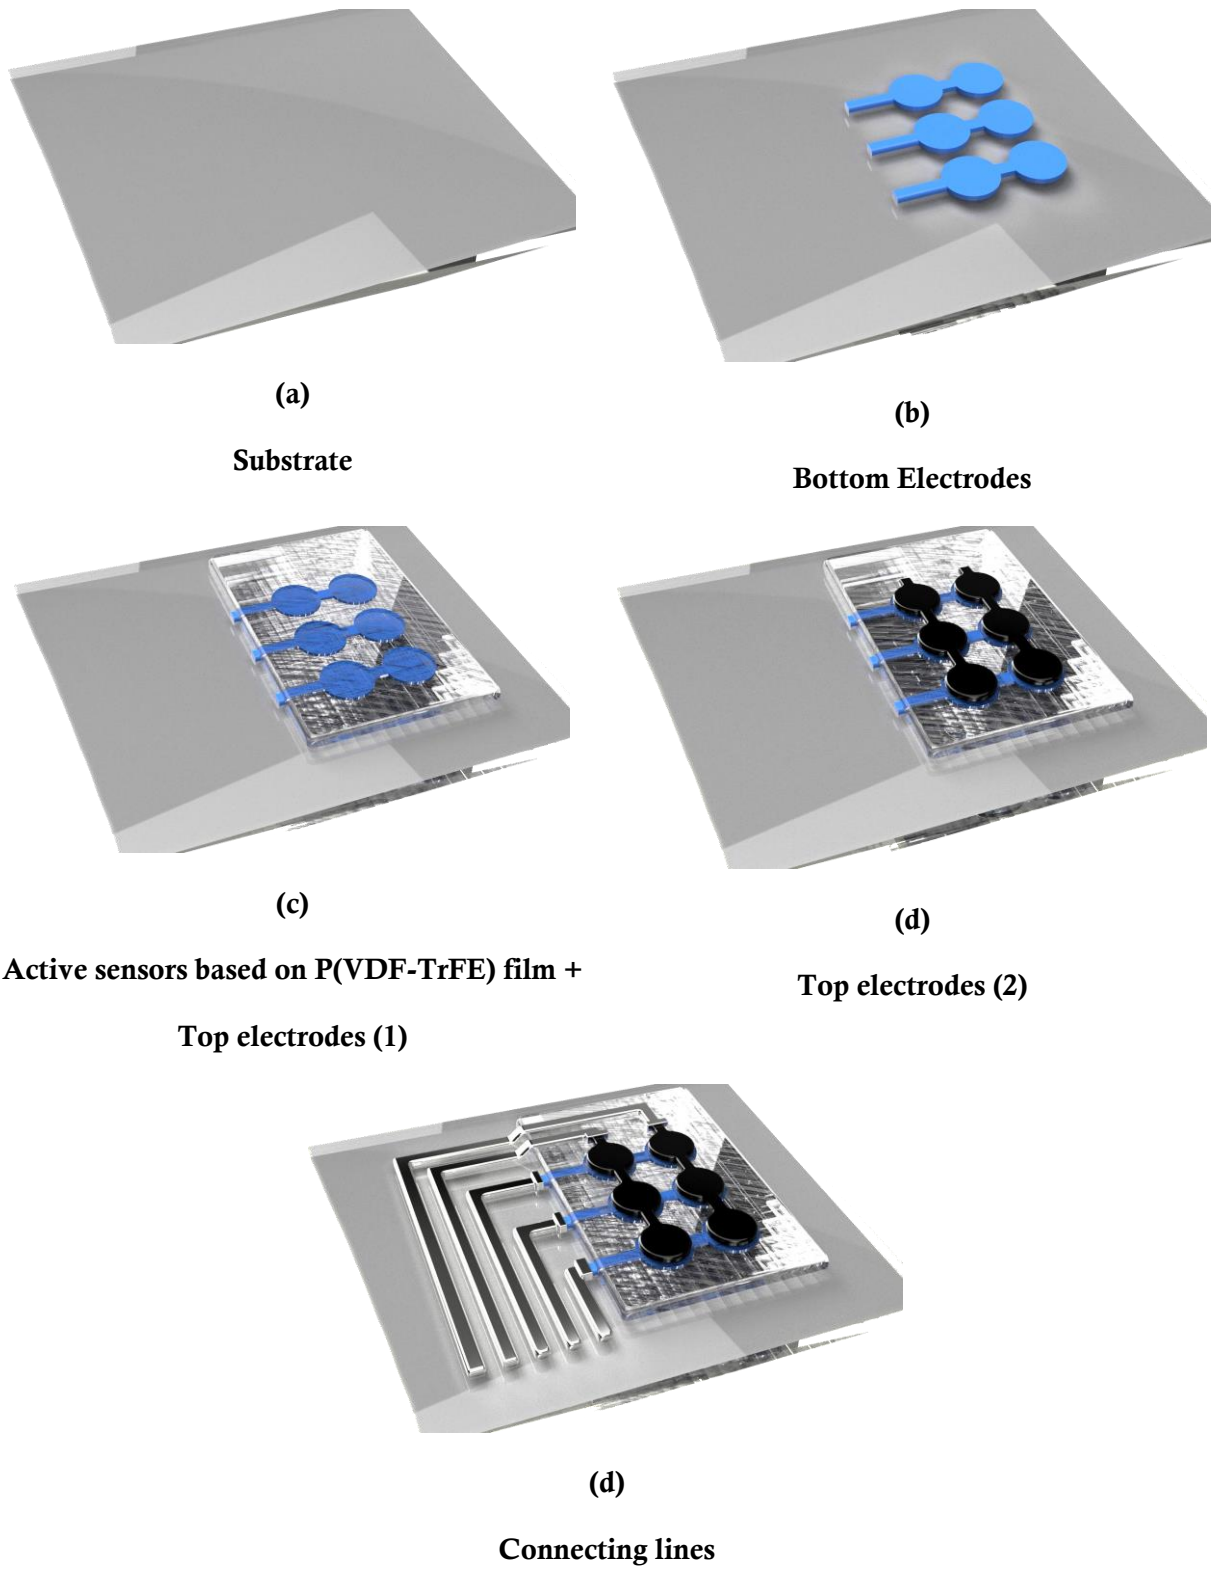 (a)
Substrate
(b)
Bottom Electrodes
(c)
Active sensors based on P(VDF-TrFE) film +
Top electrodes (1)
(d)
Top electrodes (2)
(d)
Connecting lines